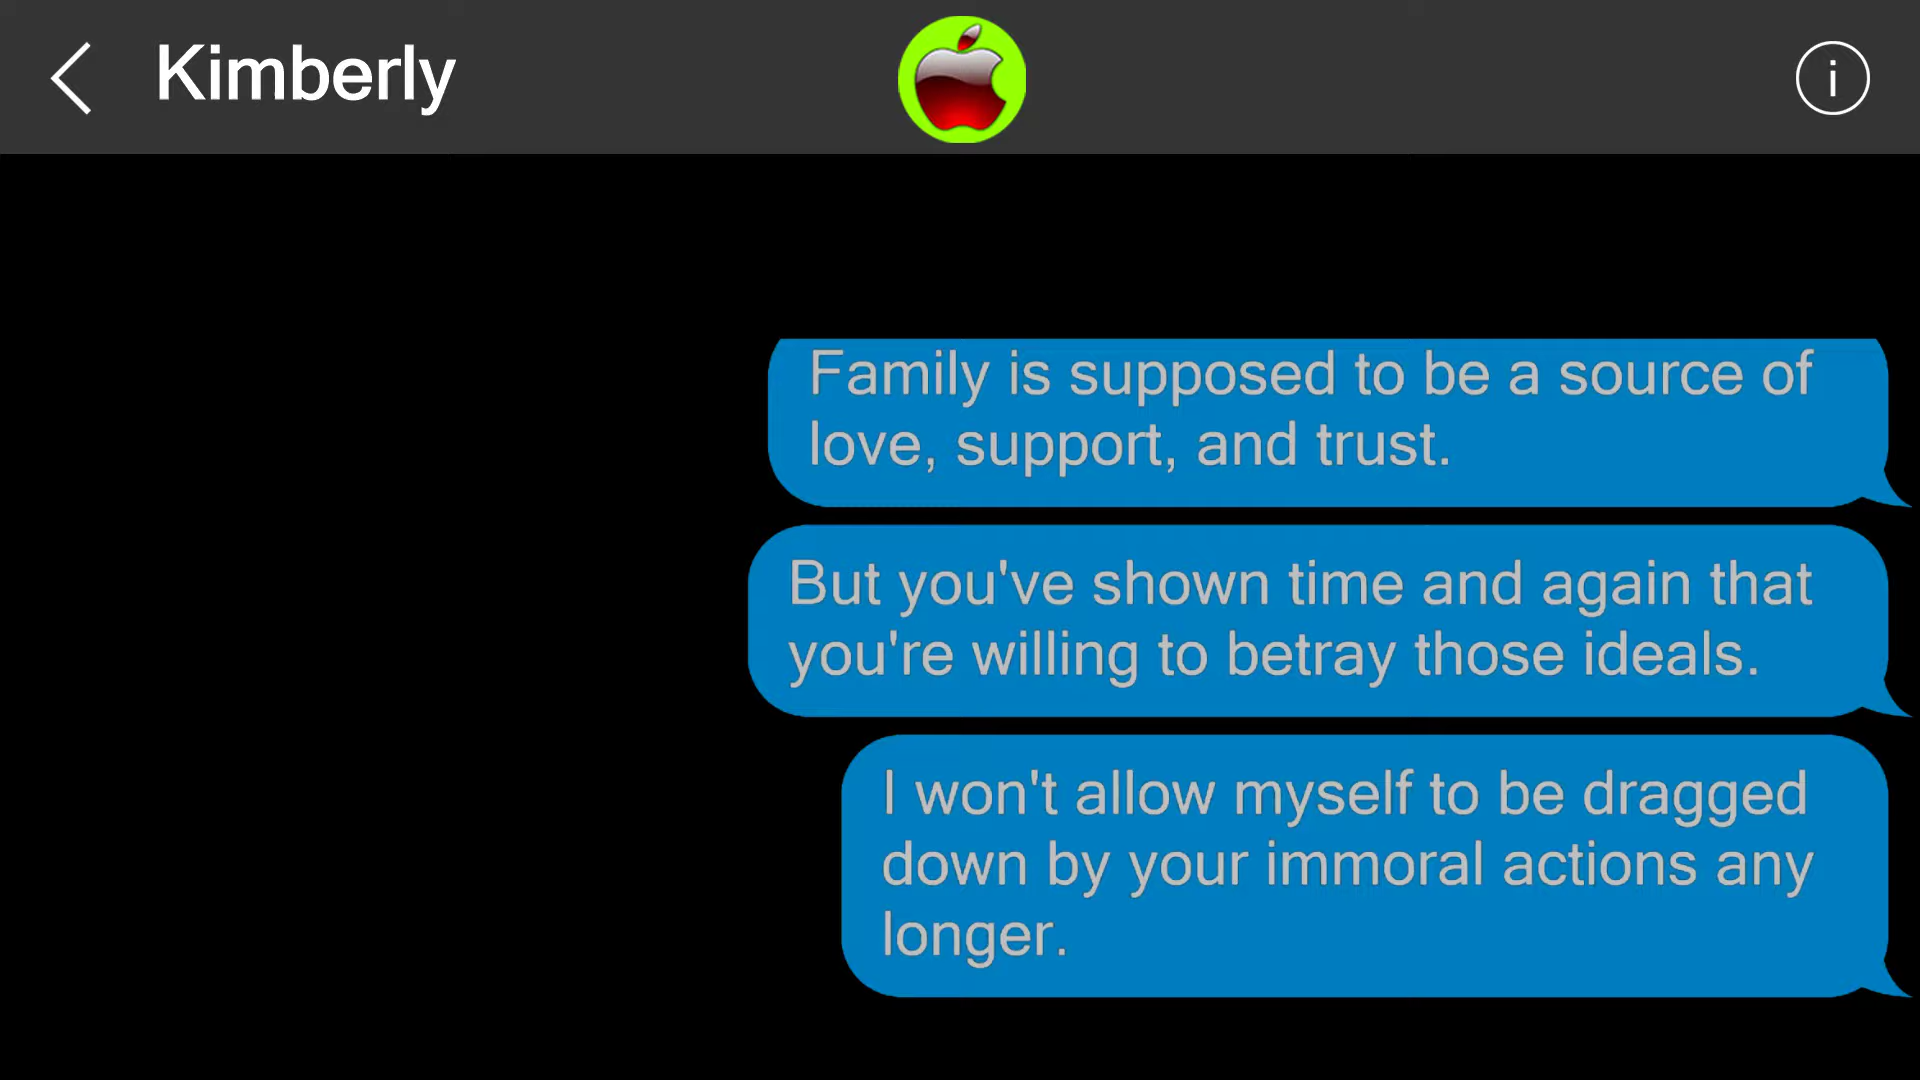 Kimberly
i
Family is supposed to be a source of
love, support, and trust.
But you've shown time and again that
you're willing to betray those ideals.
I won't allow myself to be dragged
down by your immoral actions any
longer.